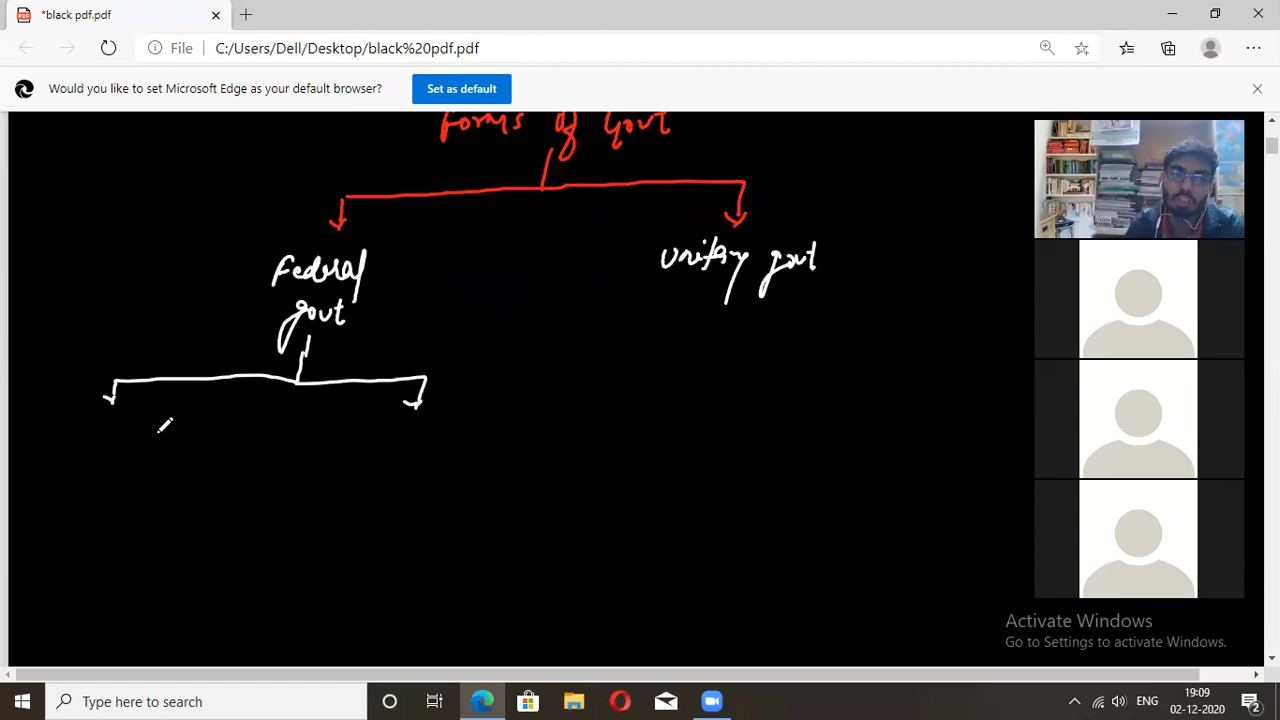 *black pdf.pdf
File C:/Users/Dell/Desktop/black%20pdf.pdf
Would you like to set Microsoft Edge as your default browser? Set as default
Forms of Govt
Federal
govt
Unitary govt
Activate Windows
Go to Settings to activate Windows.
Type here to search
ENG
19:09
02-12-2020
2